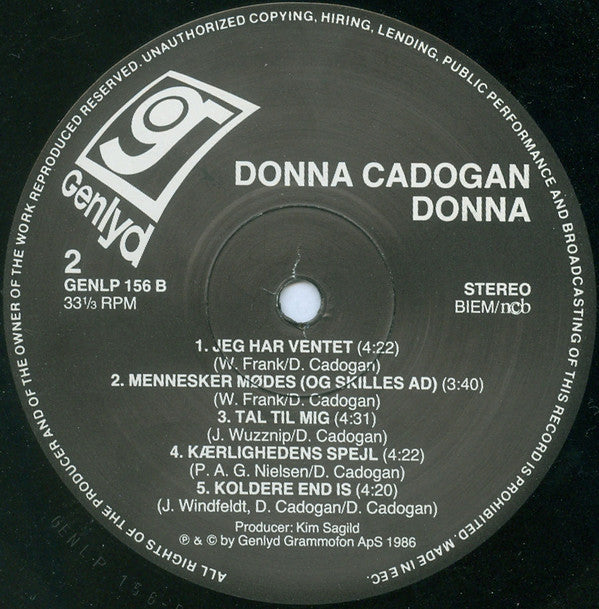 ALL RIGHTS OF THE PRODUCER AND OF THE OWNER OF THE WORK REPRODUCED RESERVED. UNAUTHORIZED COPYING, HIRING, LENDING, PUBLIC PERFORMANCE AND BROADCASTING OF THIS RECORD IS PROHIBITED. MADE IN EEC.
g
Genlyd
DONNA CADOGAN
DONNA
2
GENLP 156 B
33⅓ RPM
STEREO
BIEM/ncb
1. JEG HAR VENTET (4:22)
(W. Frank/D. Cadogan)
2. MENNESKER MØDES (OG SKILLES AD) (3:40)
(W. Frank/D. Cadogan)
3. TAL TIL MIG (4:31)
(J. Wuzznip/D. Cadogan)
4. KÆRLIGHEDENS SPEJL (4:22)
(P. A. G. Nielsen/D. Cadogan)
5. KOLDERE END IS (4:20)
(J. Windfeldt, D. Cadogan/D. Cadogan)
Producer: Kim Sagild
℗ & © by Genlyd Grammofon ApS 1986